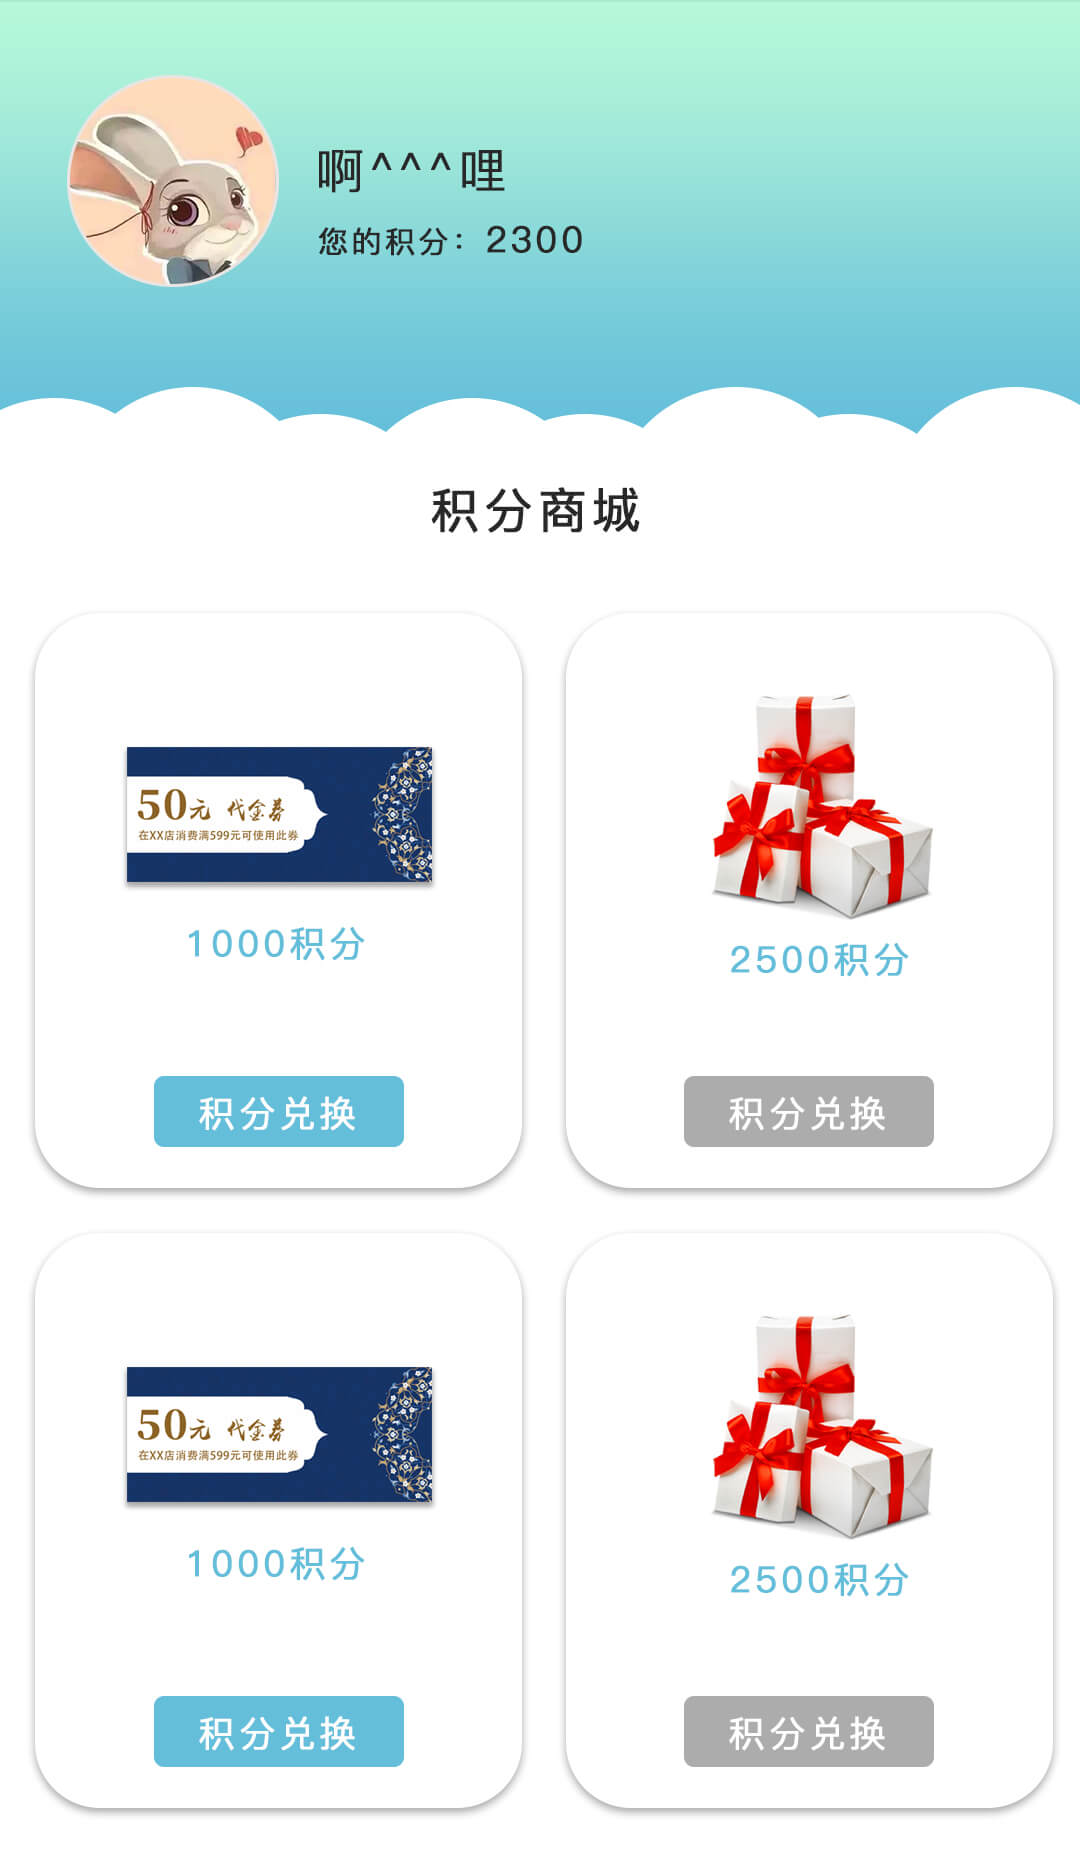 啊^^^哩
您的积分：2300
积分商城
50元 代金券
在XX店消费满599元可使用此券
1000积分
积分兑换
2500积分
积分兑换
50元 代金券
在XX店消费满599元可使用此券
1000积分
积分兑换
2500积分
积分兑换